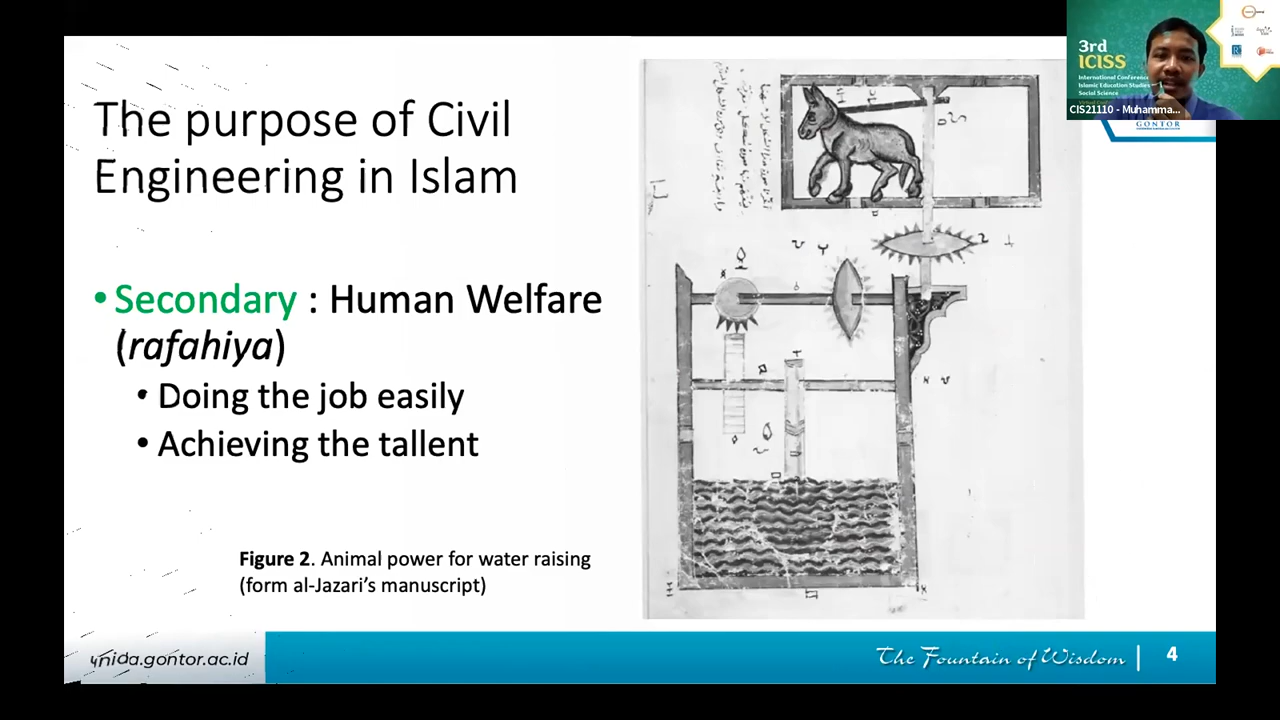 The purpose of Civil
Engineering in Islam
• Secondary : Human Welfare
(rafahiya)
• Doing the job easily
• Achieving the tallent
Figure 2. Animal power for water raising
(form al-Jazari's manuscript)
unida.gontor.ac.id
The Fountain of Wisdom
4
3rd
ICISS
International Conference
Islamic Education Studies
Social Science
CIS21110 - Muhamma...
GONTOR